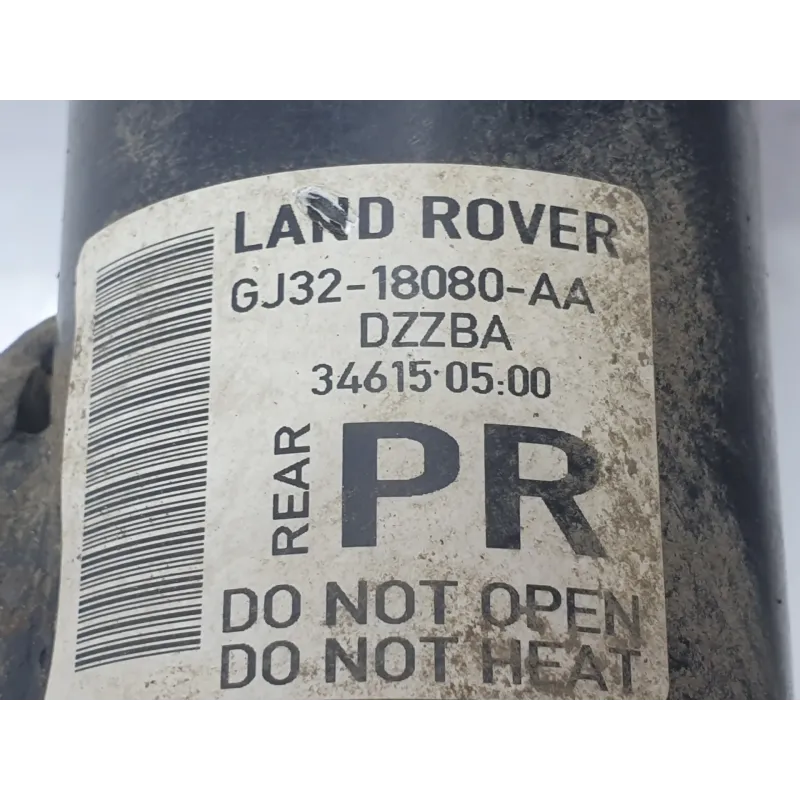 LAND ROVER
GJ32-18080-AA
DZZBA
34615·05:00
REAR
PR
DO NOT OPEN
DO NOT HEAT